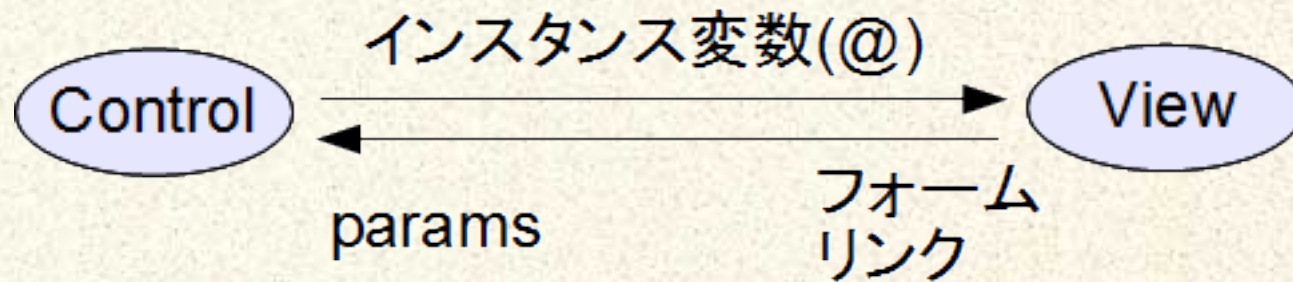 インスタンス変数(@)
Control
View
params
フォーム
リンク